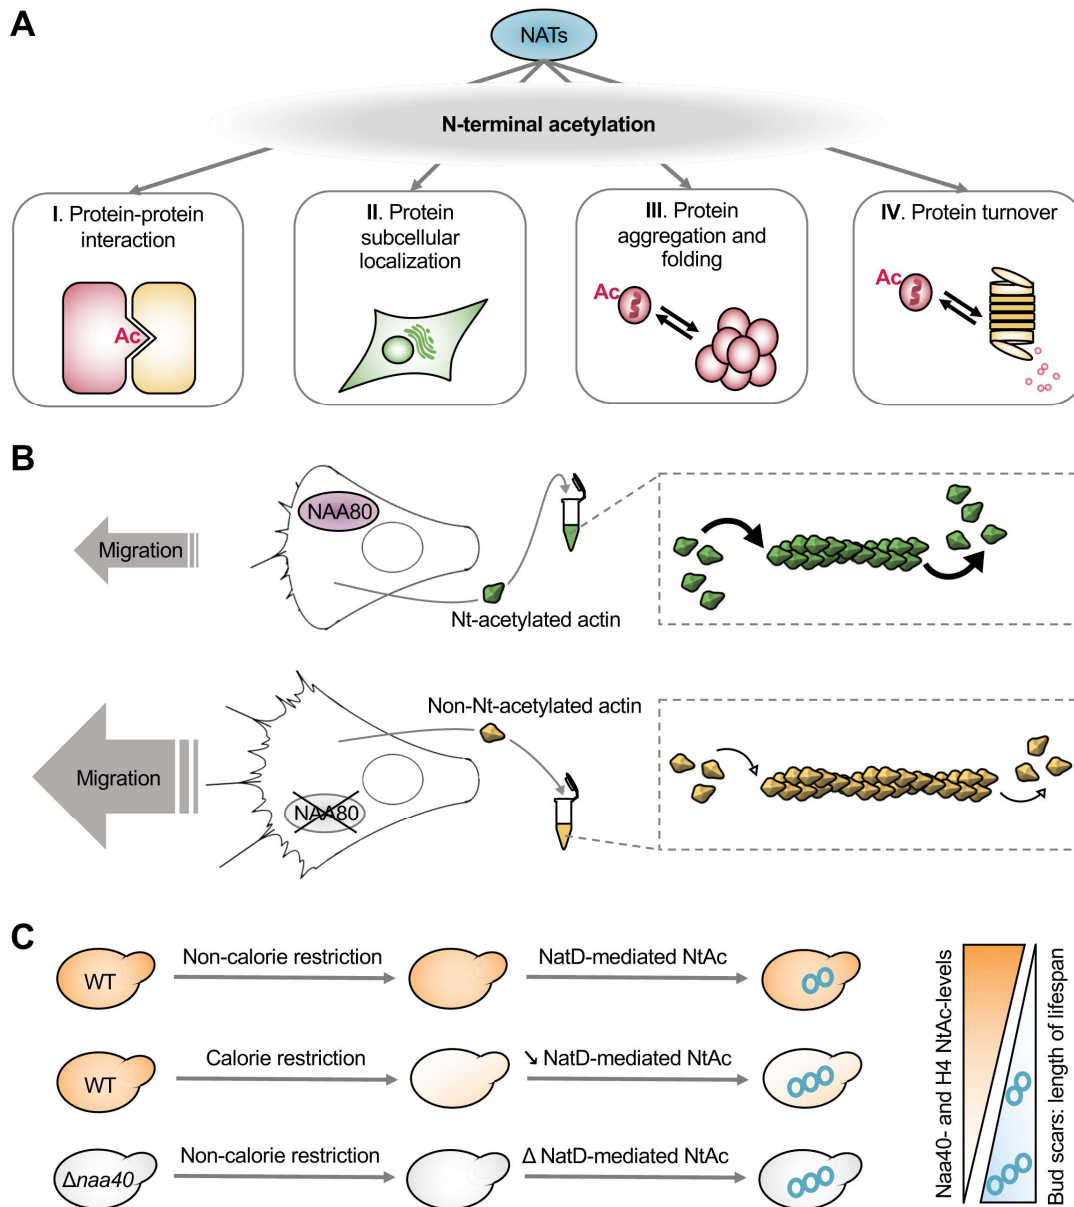 A
NATs
N-terminal acetylation
I. Protein-protein
interaction
Ac
II. Protein
subcellular
localization
III. Protein
aggregation and
folding
Ac
IV. Protein turnover
Ac
B
NAA80
Migration
Nt-acetylated actin
Non-Nt-acetylated actin
Migration
NAA80
C
WT
Non-calorie restriction
NatD-mediated NtAc
WT
Calorie restriction
↘ NatD-mediated NtAc
Δnaa40
Non-calorie restriction
Δ NatD-mediated NtAc
Naa40- and H4 NtAc-levels
Bud scars: length of lifespan